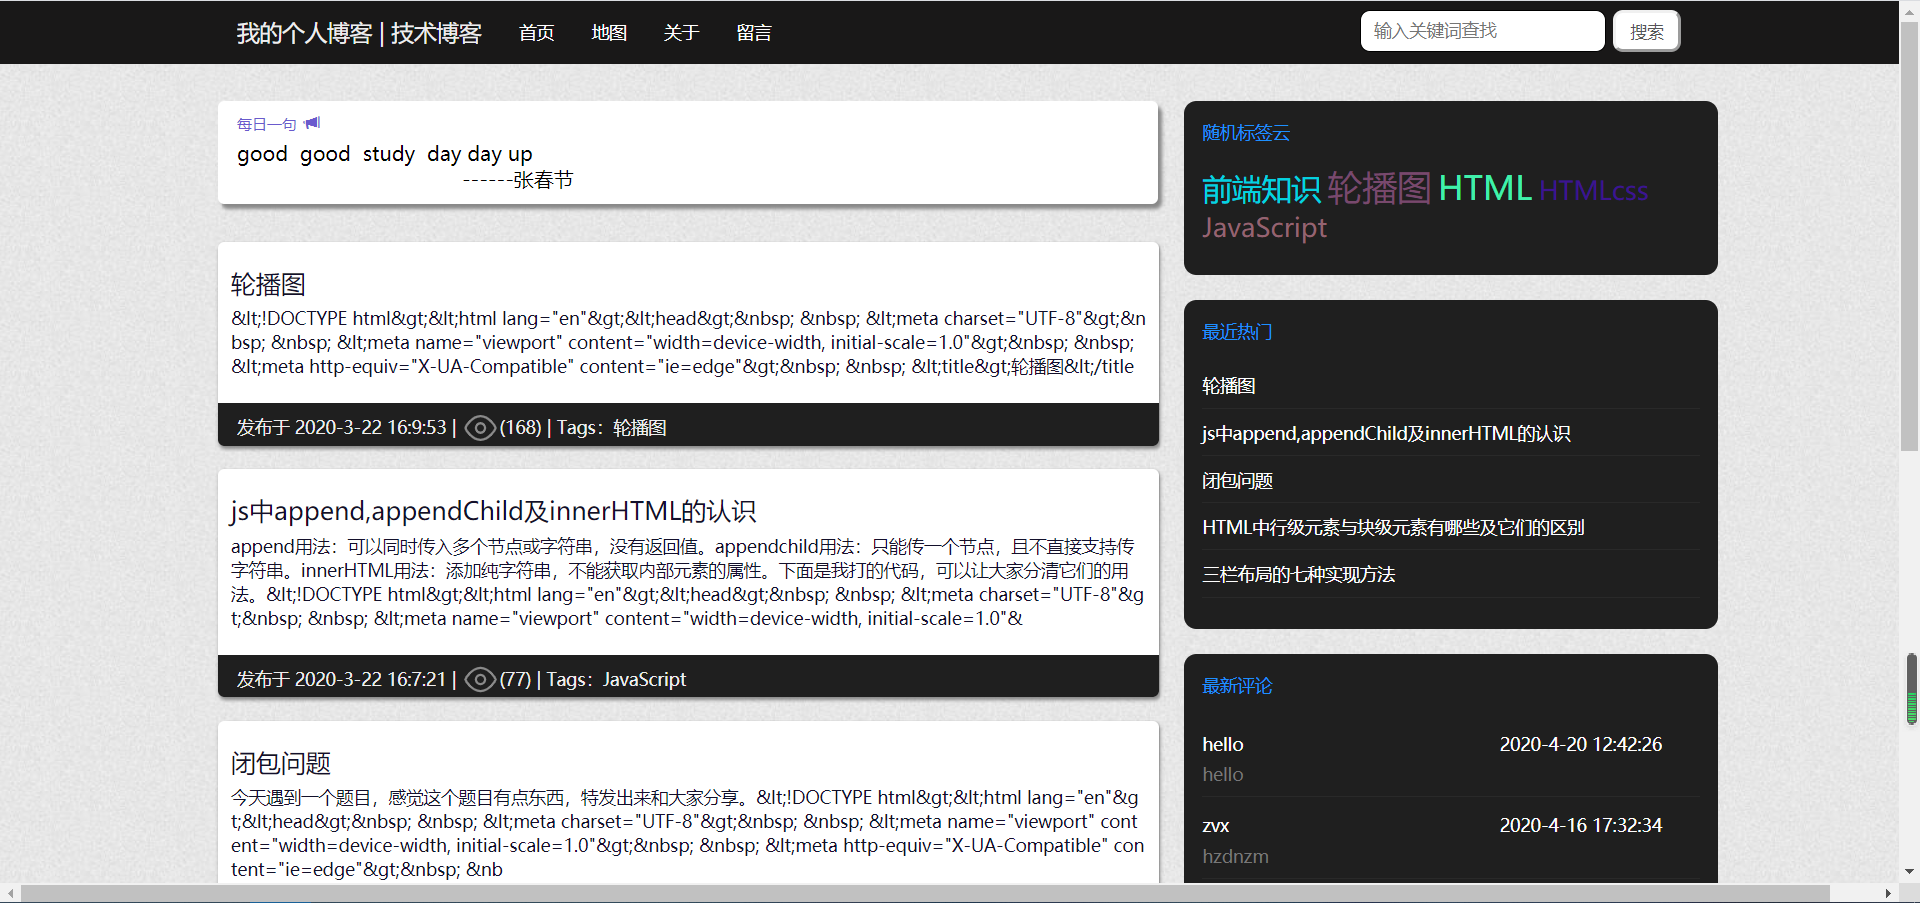 我的个人博客 | 技术博客 首页 地图 关于 留言 输入关键词查找 搜索
每日一句
good good study day day up
------张春节
轮播图
&lt;!DOCTYPE html&gt;&lt;html lang="en"&gt;&lt;head&gt;&nbsp; &nbsp; &lt;meta charset="UTF-8"&gt;&n
bsp; &nbsp; &lt;meta name="viewport" content="width=device-width, initial-scale=1.0"&gt;&nbsp; &nbsp;
&lt;meta http-equiv="X-UA-Compatible" content="ie=edge"&gt;&nbsp; &nbsp; &lt;title&gt;轮播图&lt;/title
发布于 2020-3-22 16:9:53 | (168) | Tags：轮播图
js中append,appendChild及innerHTML的认识
append用法：可以同时传入多个节点或字符串，没有返回值。appendchild用法：只能传一个节点，且不直接支持传
字符串。innerHTML用法：添加纯字符串，不能获取内部元素的属性。下面是我打的代码，可以让大家分清它们的用
法。&lt;!DOCTYPE html&gt;&lt;html lang="en"&gt;&lt;head&gt;&nbsp; &nbsp; &lt;meta charset="UTF-8"&g
t;&nbsp; &nbsp; &lt;meta name="viewport" content="width=device-width, initial-scale=1.0"&
发布于 2020-3-22 16:7:21 | (77) | Tags：JavaScript
闭包问题
今天遇到一个题目，感觉这个题目有点东西，特发出来和大家分享。&lt;!DOCTYPE html&gt;&lt;html lang="en"&g
t;&lt;head&gt;&nbsp; &nbsp; &lt;meta charset="UTF-8"&gt;&nbsp; &nbsp; &lt;meta name="viewport" cont
ent="width=device-width, initial-scale=1.0"&gt;&nbsp; &nbsp; &lt;meta http-equiv="X-UA-Compatible" con
tent="ie=edge"&gt;&nbsp; &nb
随机标签云
前端知识 轮播图 HTML HTMLcss
JavaScript
最近热门
轮播图
js中append,appendChild及innerHTML的认识
闭包问题
HTML中行级元素与块级元素有哪些及它们的区别
三栏布局的七种实现方法
最新评论
hello 2020-4-20 12:42:26
hello
zvx 2020-4-16 17:32:34
hzdnzm